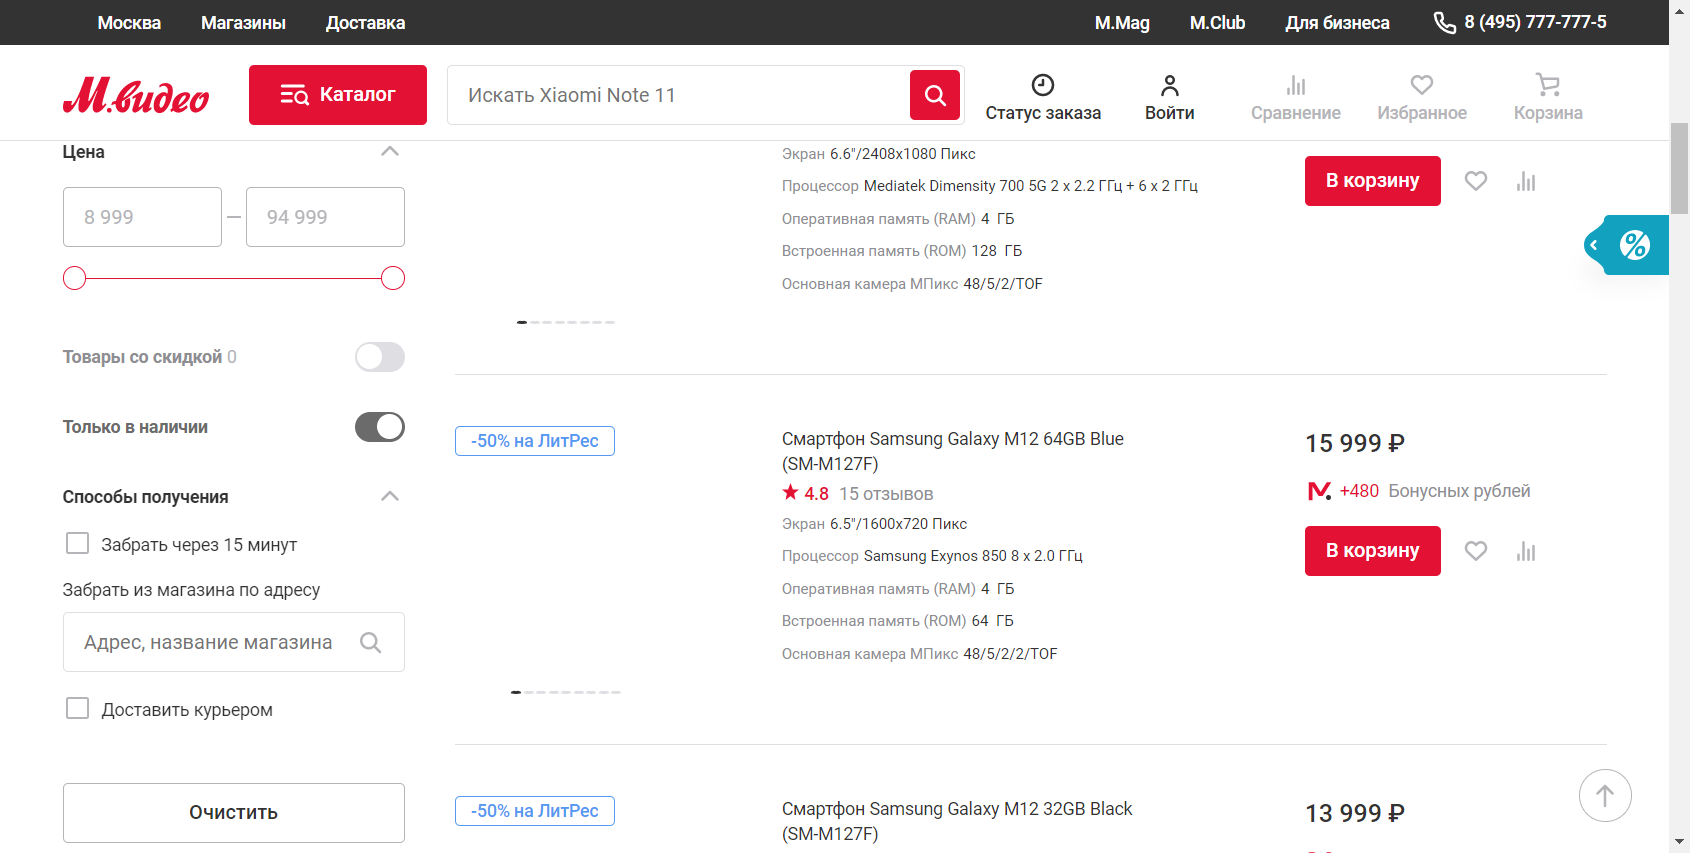 Москва Магазины Доставка M.Mag M.Club Для бизнеса 8 (495) 777-777-5
М.видео Каталог Искать Xiaomi Note 11 Статус заказа Войти Сравнение Избранное Корзина
Цена
8 999 — 94 999
Товары со скидкой 0
Только в наличии
Способы получения
Забрать через 15 минут
Забрать из магазина по адресу
Адрес, название магазина
Доставить курьером
Очистить
Экран 6.6"/2408x1080 Пикс
Процессор Mediatek Dimensity 700 5G 2 x 2.2 ГГц + 6 x 2 ГГц
Оперативная память (RAM) 4 ГБ
Встроенная память (ROM) 128 ГБ
Основная камера МПикс 48/5/2/TOF
В корзину
%
-50% на ЛитРес
Смартфон Samsung Galaxy M12 64GB Blue
(SM-M127F)
4.8 15 отзывов
Экран 6.5"/1600x720 Пикс
Процессор Samsung Exynos 850 8 x 2.0 ГГц
Оперативная память (RAM) 4 ГБ
Встроенная память (ROM) 64 ГБ
Основная камера МПикс 48/5/2/2/TOF
15 999 ₽
М. +480 Бонусных рублей
В корзину
-50% на ЛитРес
Смартфон Samsung Galaxy M12 32GB Black
(SM-M127F)
13 999 ₽